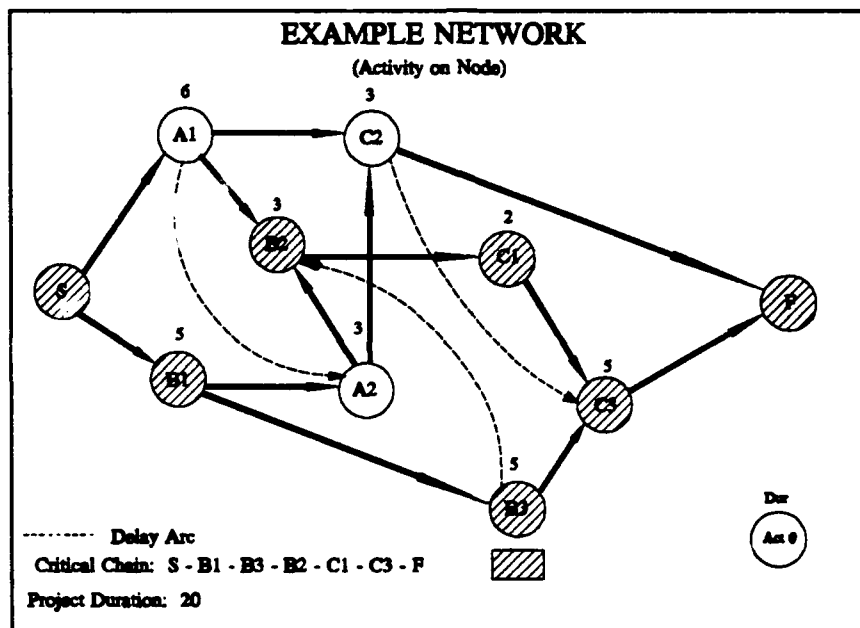 EXAMPLE NETWORK
(Activity on Node)
6
A1
3
C2
3
B2
2
C1
S
F
5
B1
3
A2
5
C3
5
B3
Dur
Act #
Delay Arc
Critical Chain: S - B1 - B3 - B2 - C1 - C3 - F
Project Duration: 20